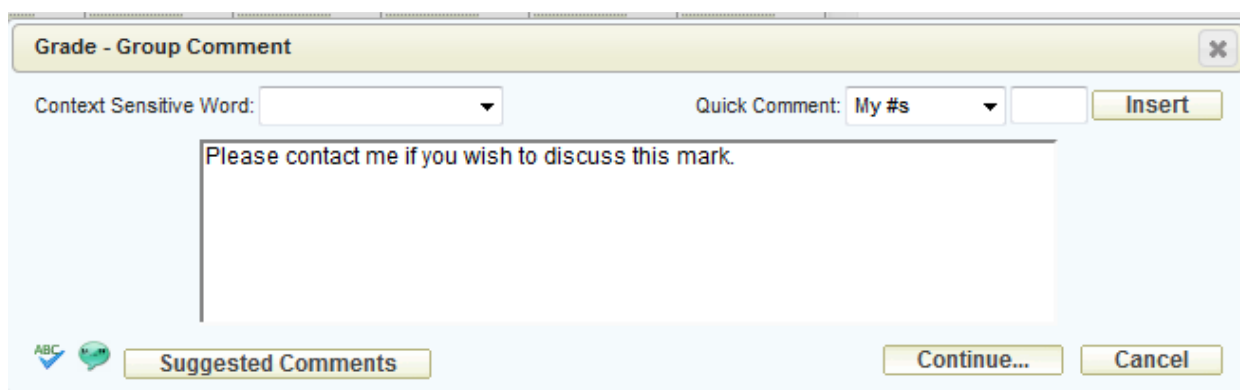 Grade - Group Comment
Context Sensitive Word: Quick Comment: My #s Insert
Please contact me if you wish to discuss this mark.
ABC Suggested Comments Continue... Cancel